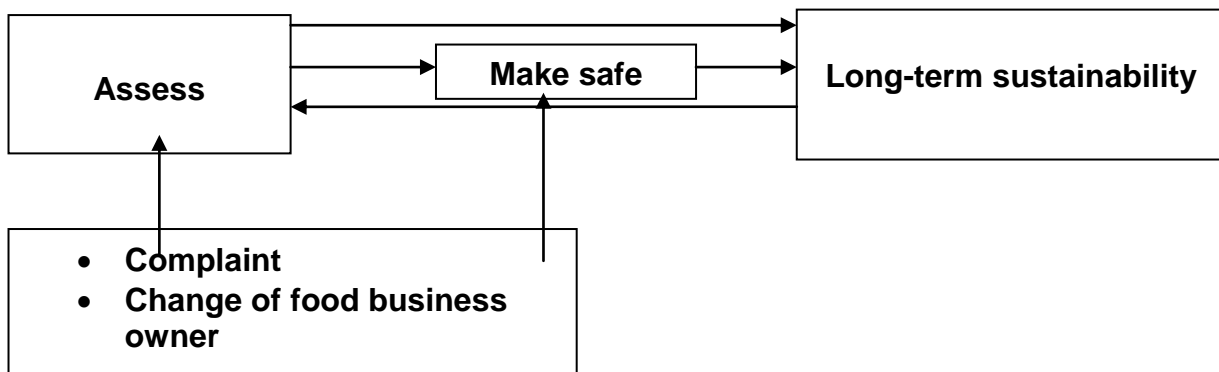 Assess
Make safe
Long-term sustainability
• Complaint
• Change of food business
owner